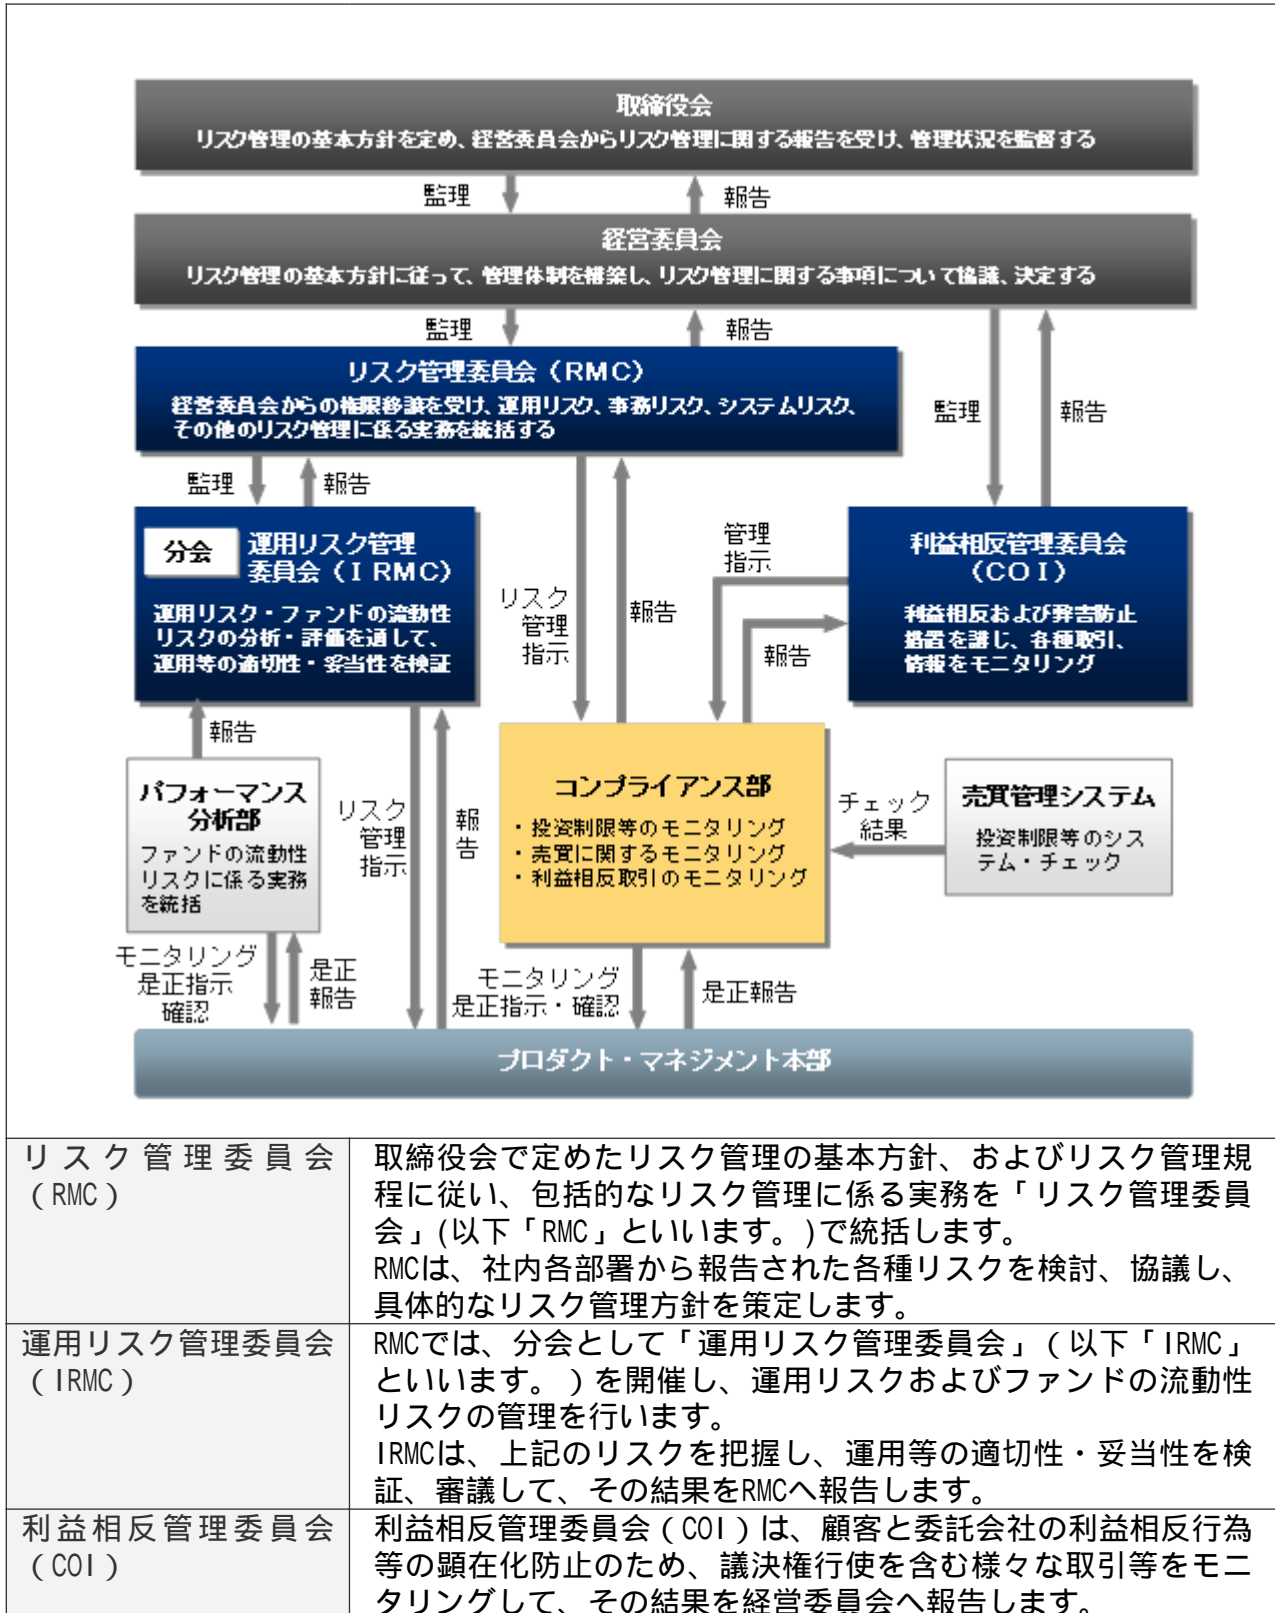 取締役会
リスク管理の基本方針を定め、経営委員会からリスク管理に関する報告を受け、管理状況を監督する
監理
報告
経営委員会
リスク管理の基本方針に従って、管理体制を構築し、リスク管理に関する事項について協議、決定する
監理
報告
リスク管理委員会（RMC）
経営委員会からの権限移譲を受け、運用リスク、事務リスク、システムリスク、
その他のリスク管理に係る実務を統括する
監理
報告
監理
報告
分会
運用リスク管理
委員会（IRMC）
運用リスク・ファンドの流動性
リスクの分析・評価を通して、
運用等の適切性・妥当性を検証
リスク
管理
指示
報告
管理
指示
報告
利益相反管理委員会
（COI）
利益相反および弊害防止
措置を講じ、各種取引、
情報をモニタリング
報告
パフォーマンス
分析部
ファンドの流動性
リスクに係る実務
を統括
リスク
管理
指示
報
告
コンプライアンス部
・投資制限等のモニタリング
・売買に関するモニタリング
・利益相反取引のモニタリング
チェック
結果
売買管理システム
投資制限等のシス
テム・チェック
モニタリング
是正指示
確認
是正
報告
モニタリング
是正指示・確認
是正報告
プロダクト・マネジメント本部
リスク管理委員会
（RMC）
取締役会で定めたリスク管理の基本方針、およびリスク管理規
程に従い、包括的なリスク管理に係る実務を「リスク管理委員
会」(以下「RMC」といいます。)で統括します。
RMCは、社内各部署から報告された各種リスクを検討、協議し、
具体的なリスク管理方針を策定します。
運用リスク管理委員会
（IRMC）
RMCでは、分会として「運用リスク管理委員会」（以下「IRMC」
といいます。）を開催し、運用リスクおよびファンドの流動性
リスクの管理を行います。
IRMCは、上記のリスクを把握し、運用等の適切性・妥当性を検
証、審議して、その結果をRMCへ報告します。
利益相反管理委員会
（COI）
利益相反管理委員会（COI）は、顧客と委託会社の利益相反行為
等の顕在化防止のため、議決権行使を含む様々な取引等をモニ
タリングして、その結果を経営委員会へ報告します。